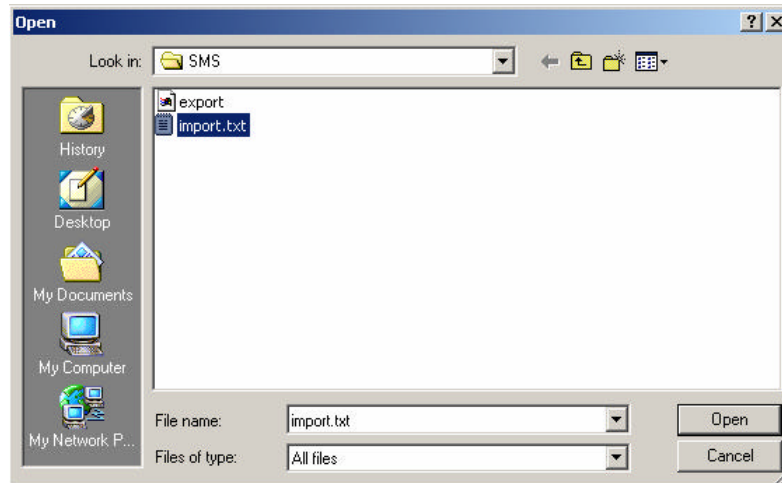 Open
Look in: SMS
export
import.txt
History
Desktop
My Documents
My Computer
My Network P...
File name: import.txt Open
Files of type: All files Cancel